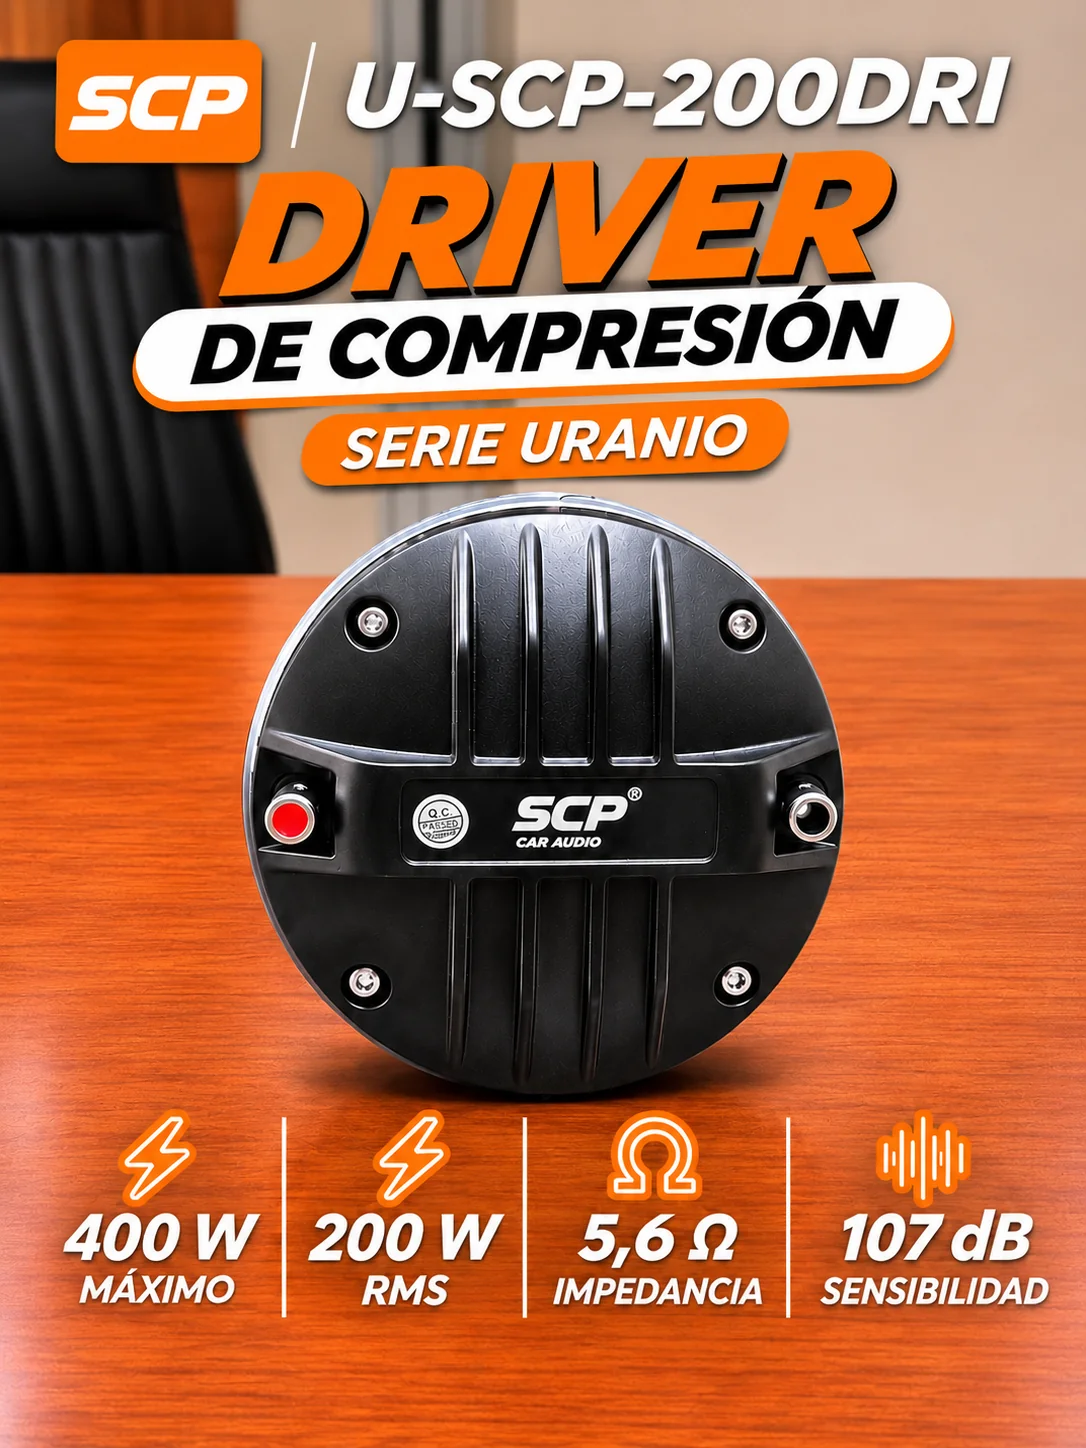 SCP
U-SCP-200DRI
DRIVER
DE COMPRESIÓN
SERIE URANIO
Q.C.
PASSED
SCP®
CAR AUDIO
400 W
MÁXIMO
200 W
RMS
5,6 Ω
IMPEDANCIA
107 dB
SENSIBILIDAD